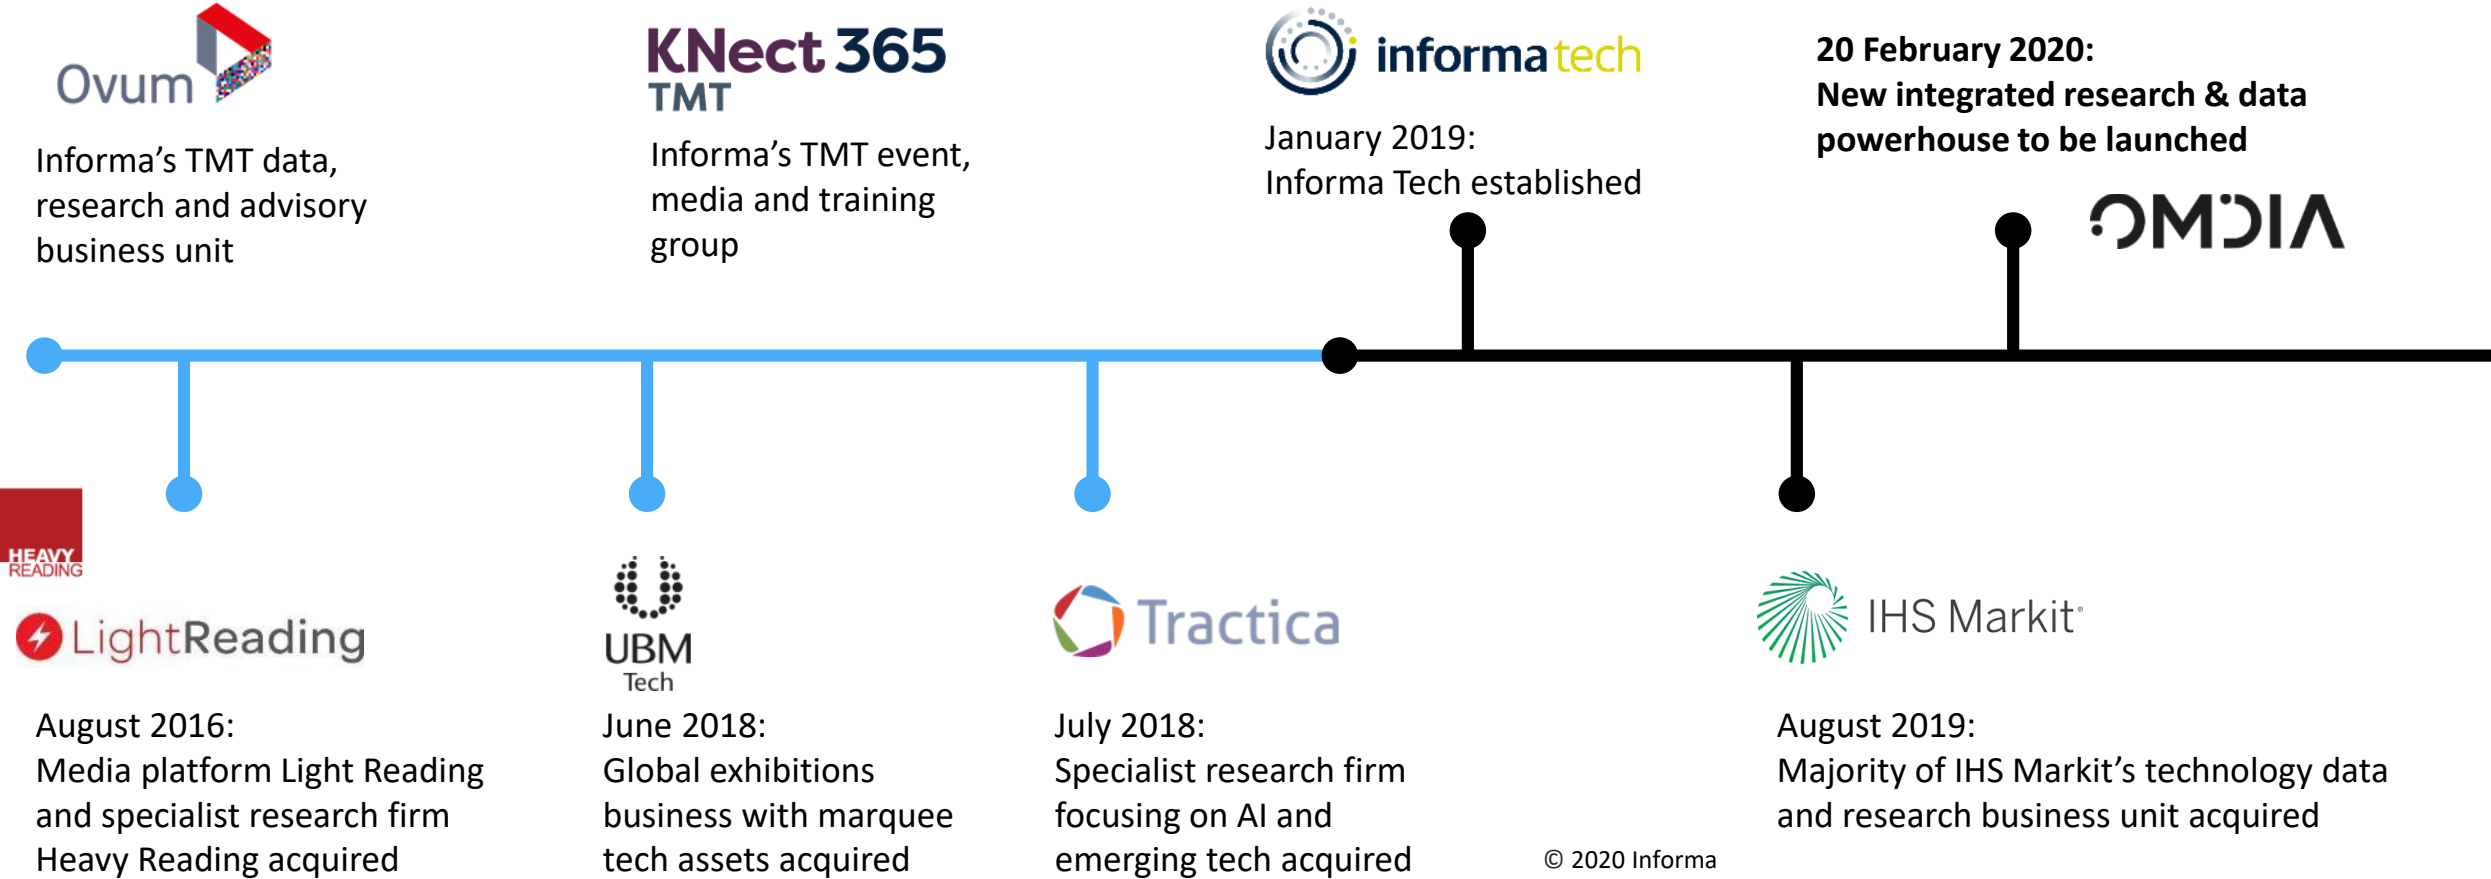 Ovum
Informa’s TMT data,
research and advisory
business unit
KNect 365
TMT
Informa’s TMT event,
media and training
group
informa tech
January 2019:
Informa Tech established
20 February 2020:
New integrated research & data
powerhouse to be launched
OMDIA
HEAVY
READING
LightReading
August 2016:
Media platform Light Reading
and specialist research firm
Heavy Reading acquired
UBM
Tech
June 2018:
Global exhibitions
business with marquee
tech assets acquired
Tractica
July 2018:
Specialist research firm
focusing on AI and
emerging tech acquired
IHS Markit
August 2019:
Majority of IHS Markit’s technology data
and research business unit acquired
© 2020 Informa